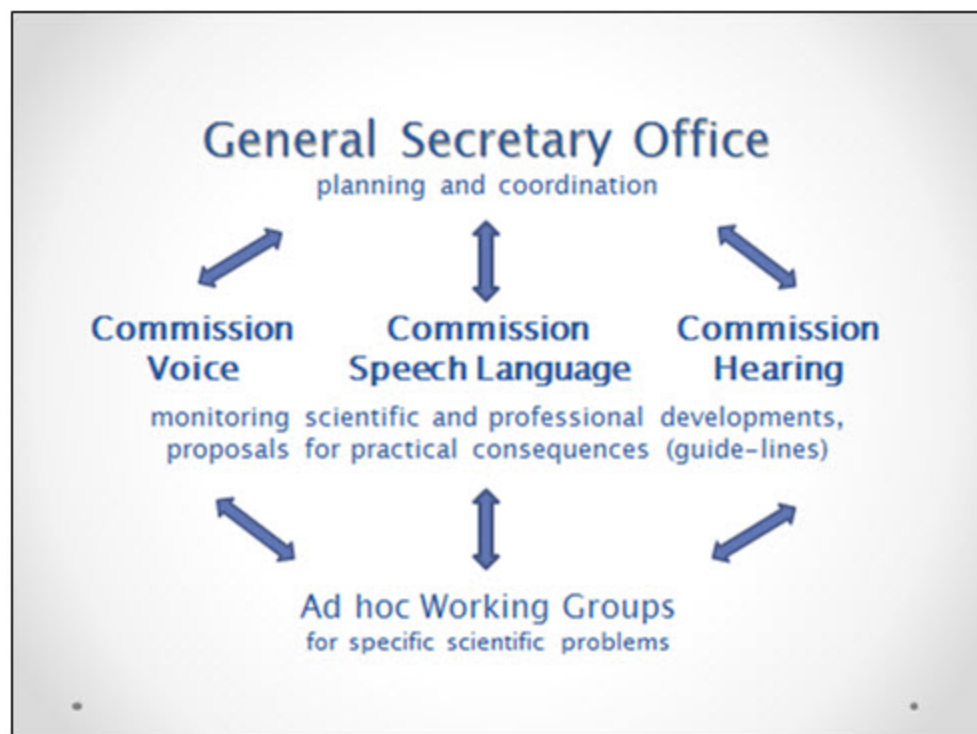 General Secretary Office
planning and coordination
Commission Voice
Commission Speech Language
Commission Hearing
monitoring scientific and professional developments,
proposals for practical consequences (guide-lines)
Ad hoc Working Groups
for specific scientific problems